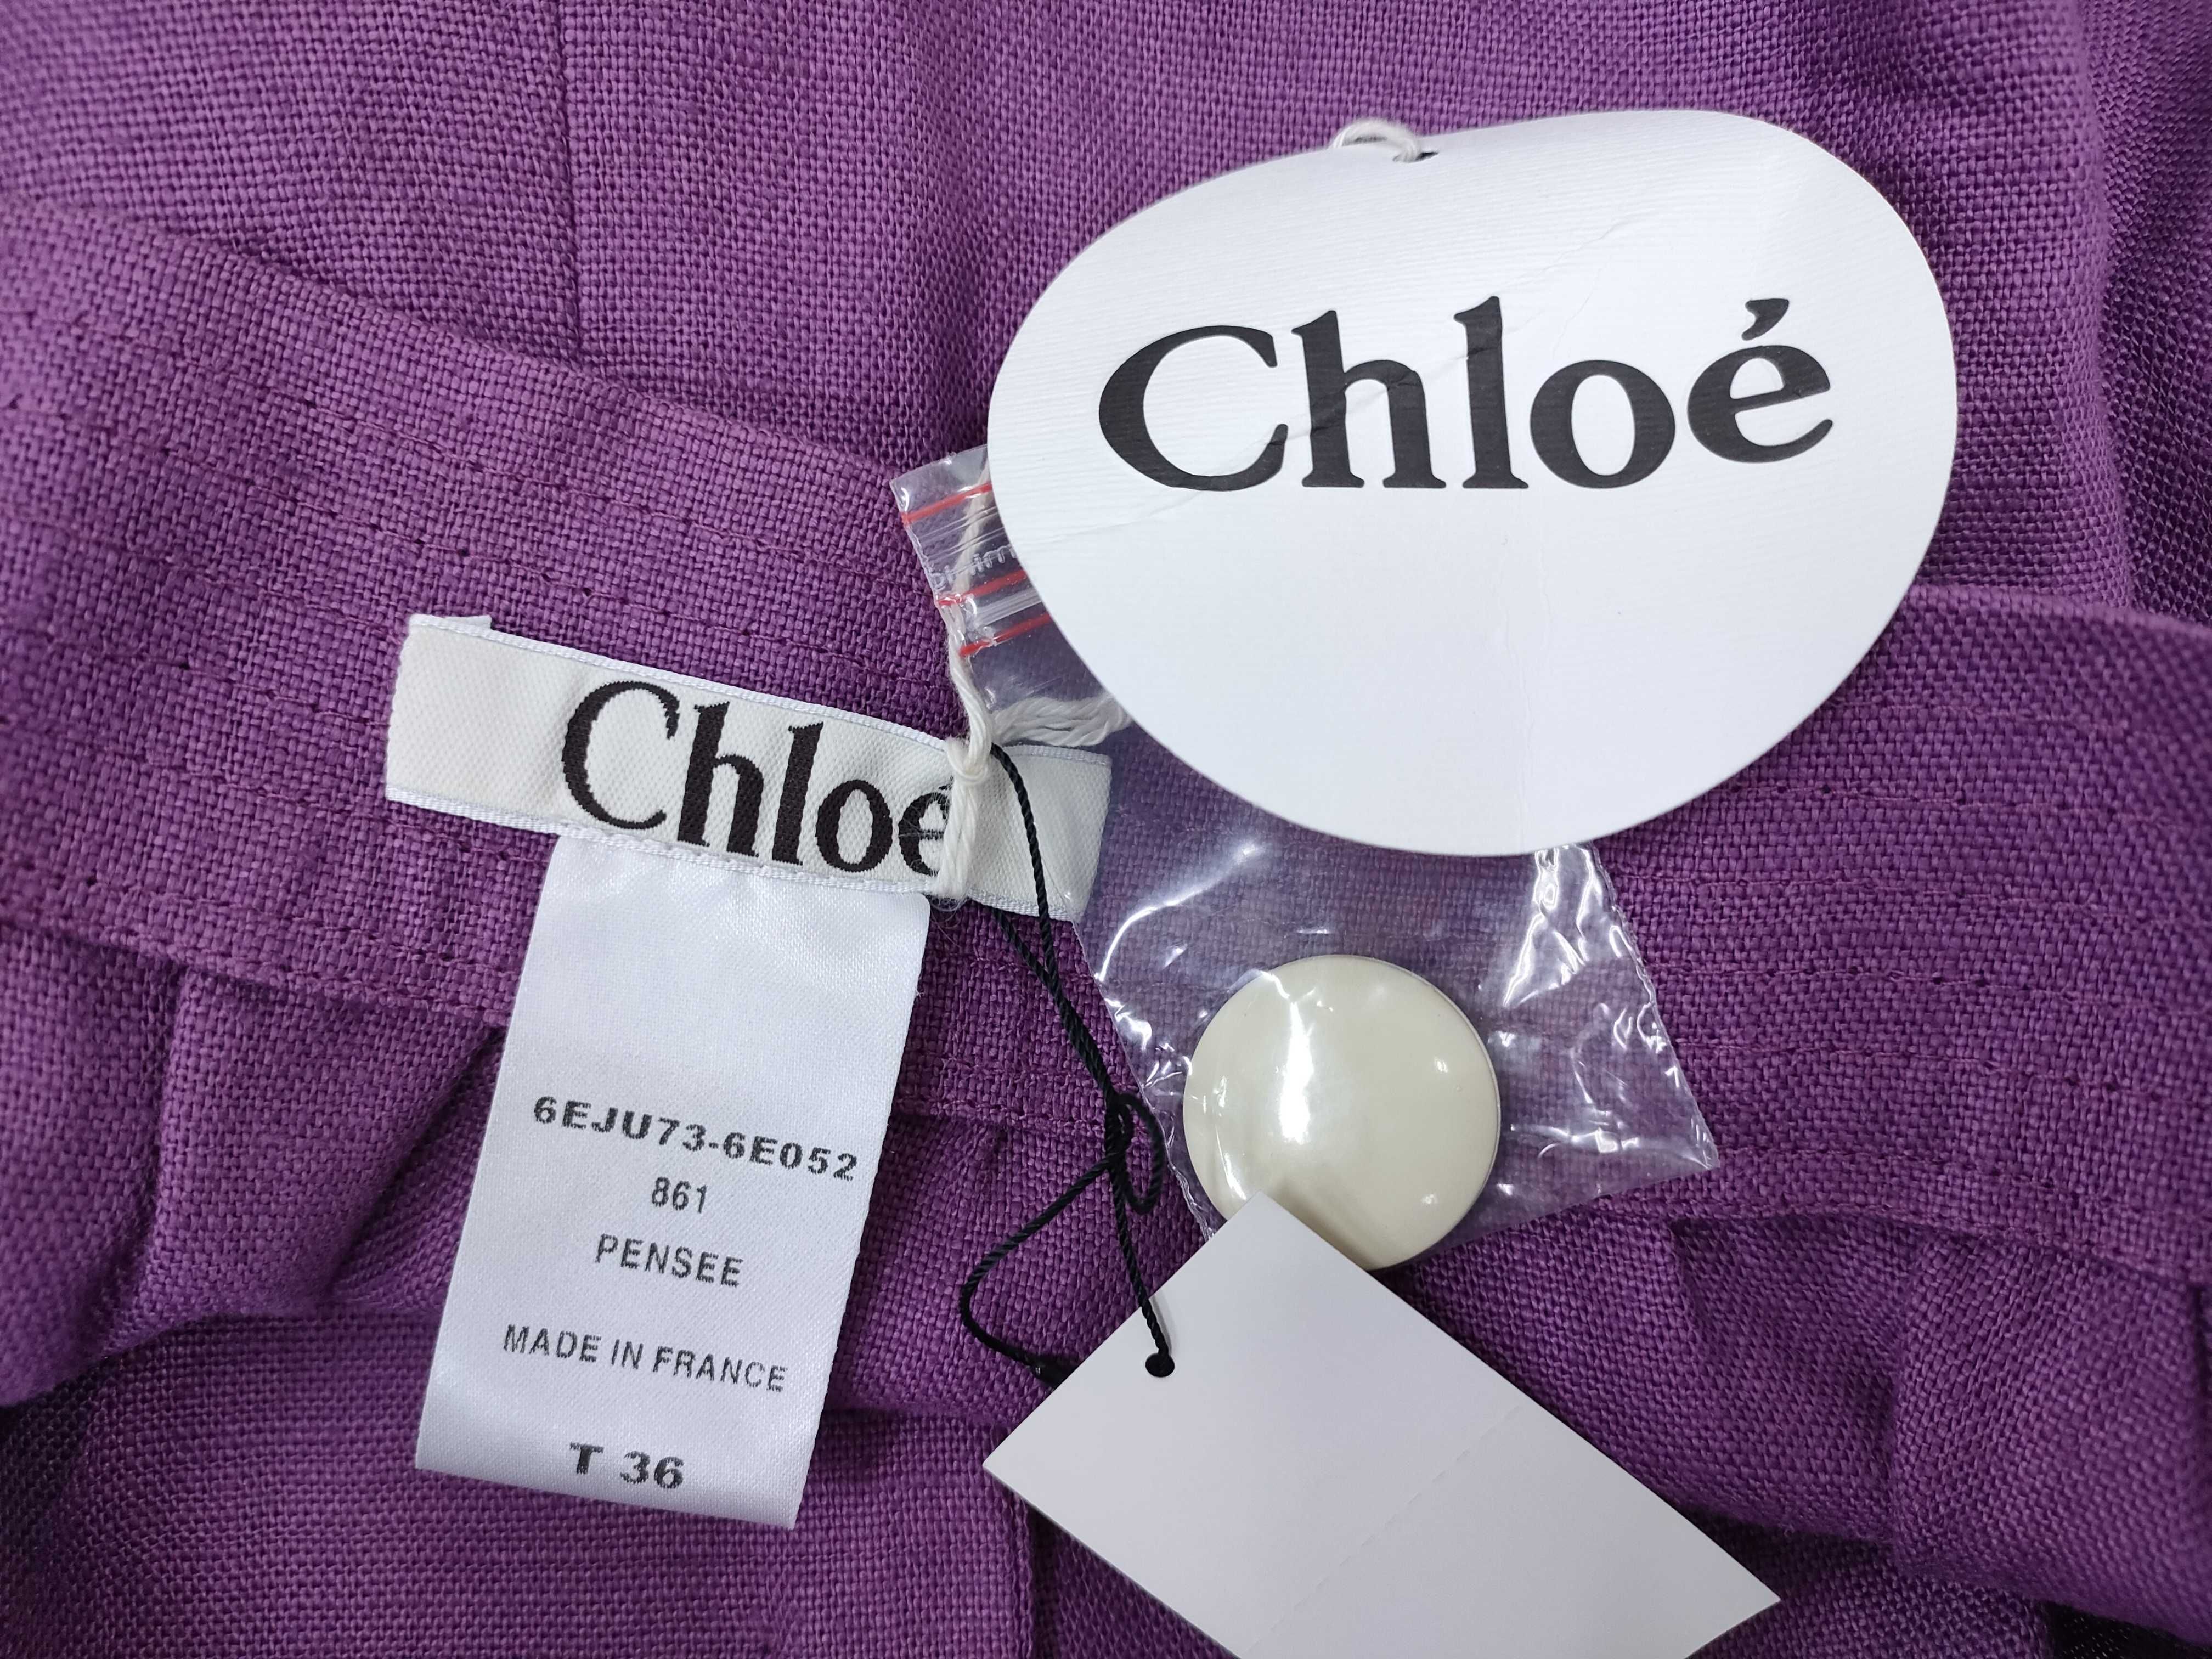 Chloé
Chloé
6EJU73-6E052
861
PENSEE
MADE IN FRANCE
T 36